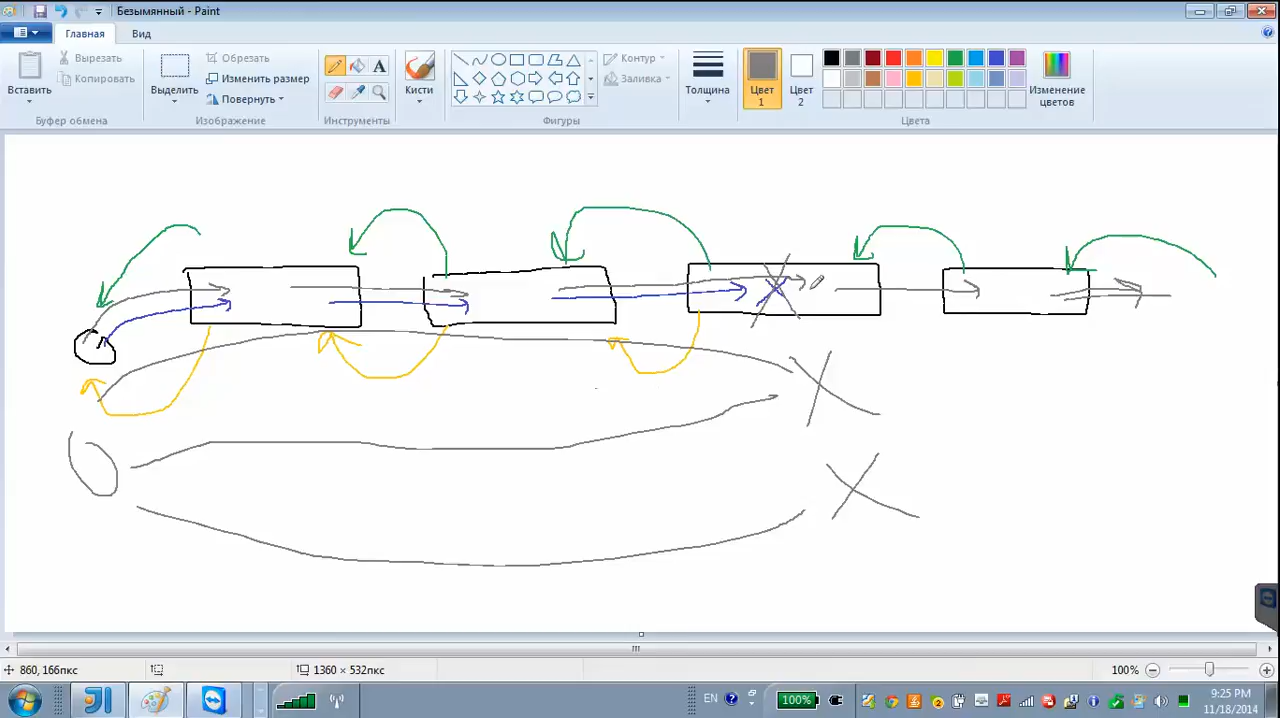 Безымянный - Paint
Главная
Вид
Вставить
Вырезать
Копировать
Буфер обмена
Выделить
Обрезать
Изменить размер
Повернуть
Изображение
A
Инструменты
Кисти
Контур
Заливка
Фигуры
Толщина
Цвет 1
Цвет 2
Изменение цветов
Цвета
860, 166пкс
1360 × 532пкс
100%
EN
100%
9:25 PM
11/18/2014